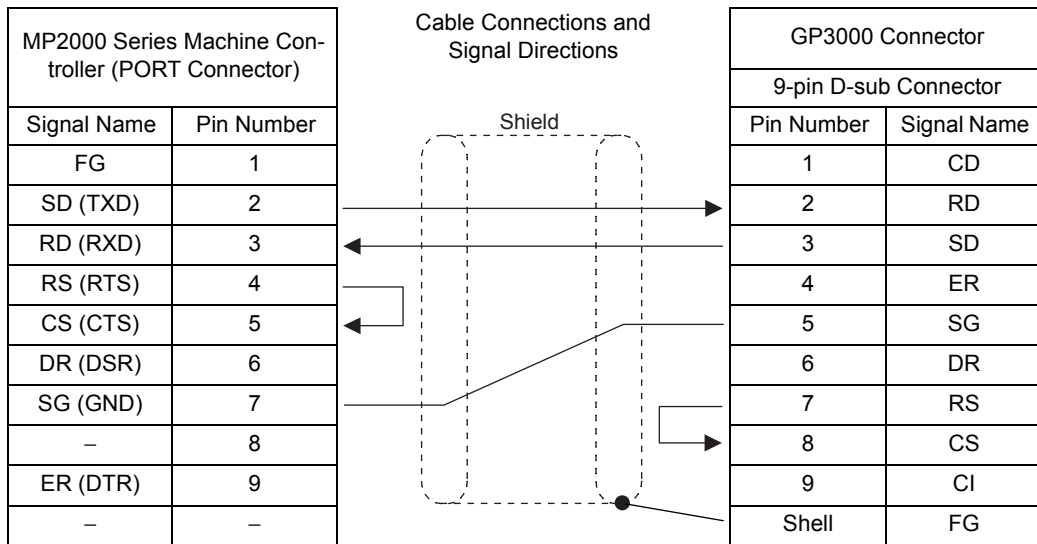 MP2000 Series Machine Con-
troller (PORT Connector)
Cable Connections and
Signal Directions
GP3000 Connector
9-pin D-sub Connector
Signal Name Pin Number Shield Pin Number Signal Name
FG 1 1 CD
SD (TXD) 2 2 RD
RD (RXD) 3 3 SD
RS (RTS) 4 4 ER
CS (CTS) 5 5 SG
DR (DSR) 6 6 DR
SG (GND) 7 7 RS
– 8 8 CS
ER (DTR) 9 9 CI
– – Shell FG